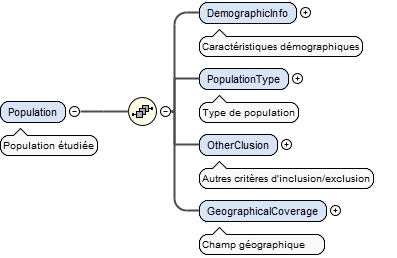 DemographicInfo
Caractéristiques démographiques
PopulationType
Type de population
Population
Population étudiée
OtherClusion
Autres critères d'inclusion/exclusion
GeographicalCoverage
Champ géographique